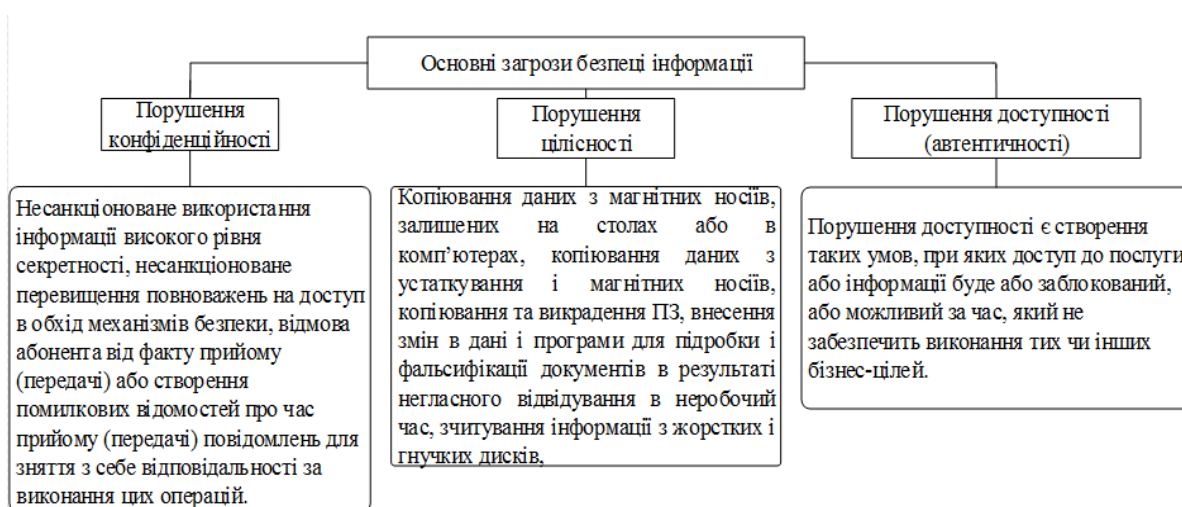 Основні загрози безпеці інформації
Порушення
конфіденційності
Порушення
цілісності
Порушення доступності
(автентичності)
Несанкціоноване використання
інформації високого рівня
секретності, несанкціоноване
перевищення повноважень на доступ
в обхід механізмів безпеки, відмова
абонента від факту прийому
(передачі) або створення
помилкових відомостей про час
прийому (передачі) повідомлень для
зняття з себе відповідальності за
виконання цих операцій.
Копіювання даних з магнітних носіїв,
залишених на столах або в
комп’ютерах, копіювання даних з
устаткування і магнітних носіїв,
копіювання та викрадення ПЗ, внесення
змін в дані і програми для підробки і
фальсифікації документів в результаті
негласного відвідування в неробочий
час, зчитування інформації з жорстких і
гнучких дисків,
Порушення доступності є створення
таких умов, при яких доступ до послуги
або інформації буде або заблокований,
або можливий за час, який не
забезпечить виконання тих чи інших
бізнес-цілей.